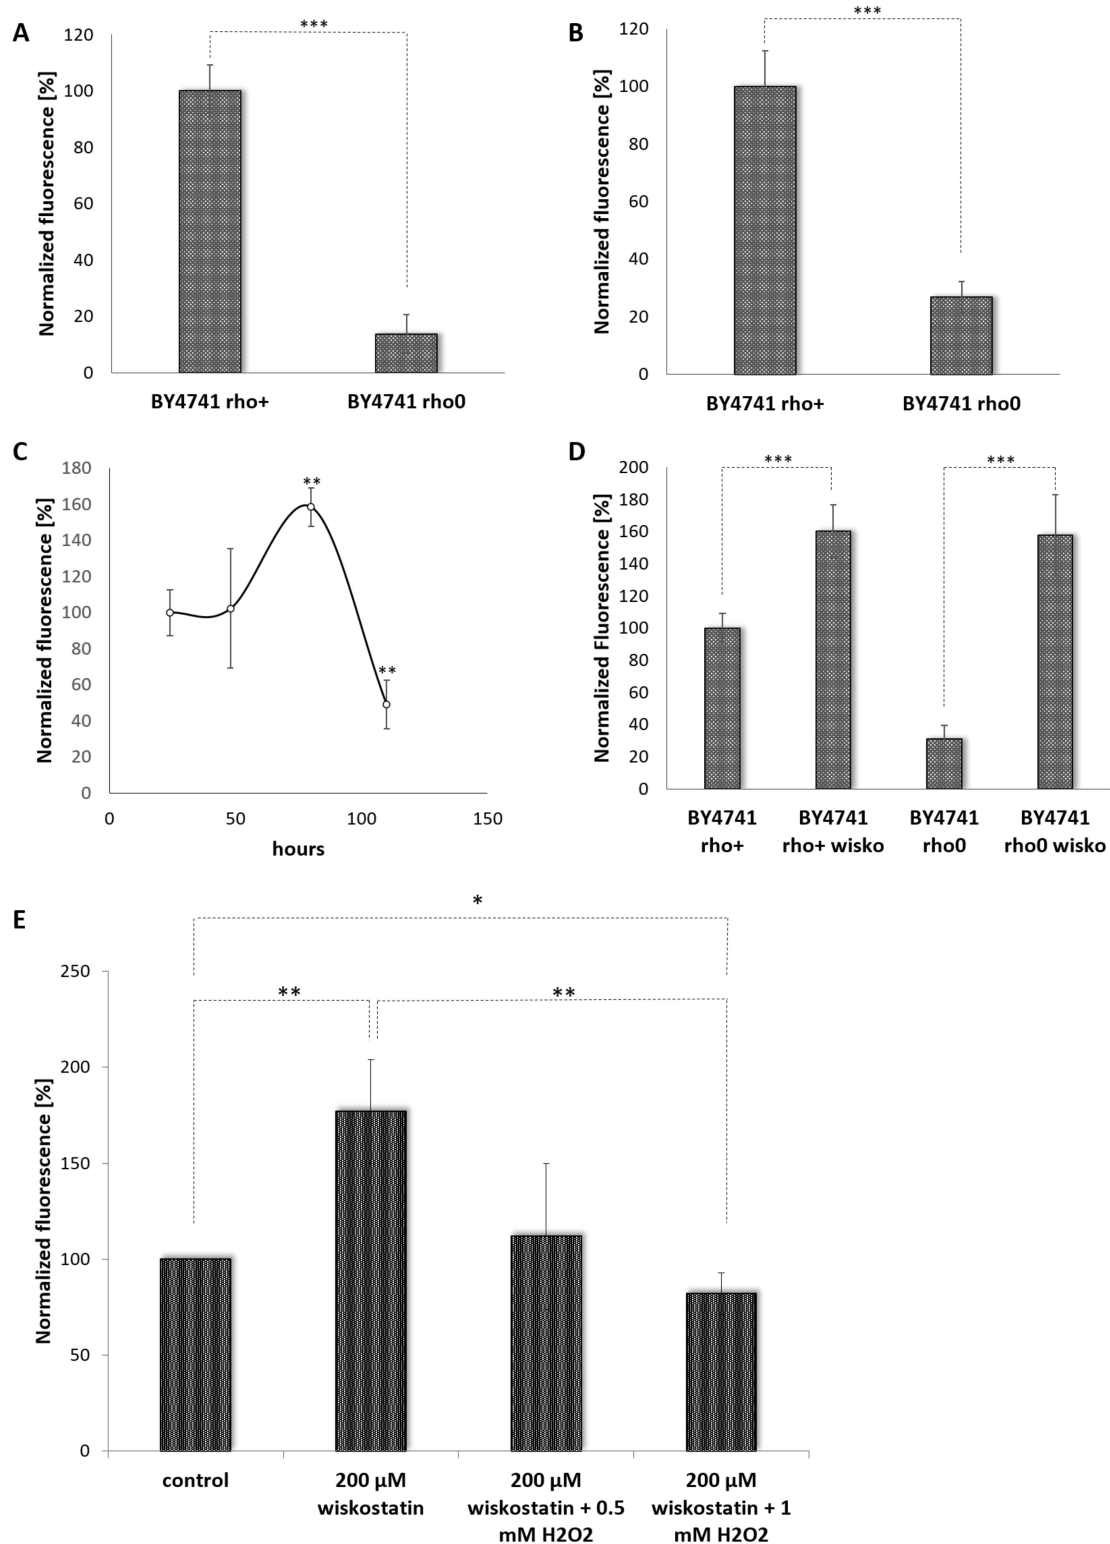 A
Normalized fluorescence [%]
120
100
80
60
40
20
0
***
BY4741 rho+
BY4741 rho0
B
Normalized fluorescence [%]
120
100
80
60
40
20
0
***
BY4741 rho+
BY4741 rho0
C
Normalized fluorescence [%]
180
160
140
120
100
80
60
40
20
0
**
**
0
50
100
150
hours
D
Normalized Fluorescence [%]
200
180
160
140
120
100
80
60
40
20
0
***
***
BY4741
rho+
BY4741
rho+ wisko
BY4741
rho0
BY4741
rho0 wisko
E
Normalized fluorescence [%]
250
200
150
100
50
0
*
**
**
control
200 µM
wiskostatin
200 µM
wiskostatin + 0.5
mM H2O2
200 µM
wiskostatin + 1
mM H2O2